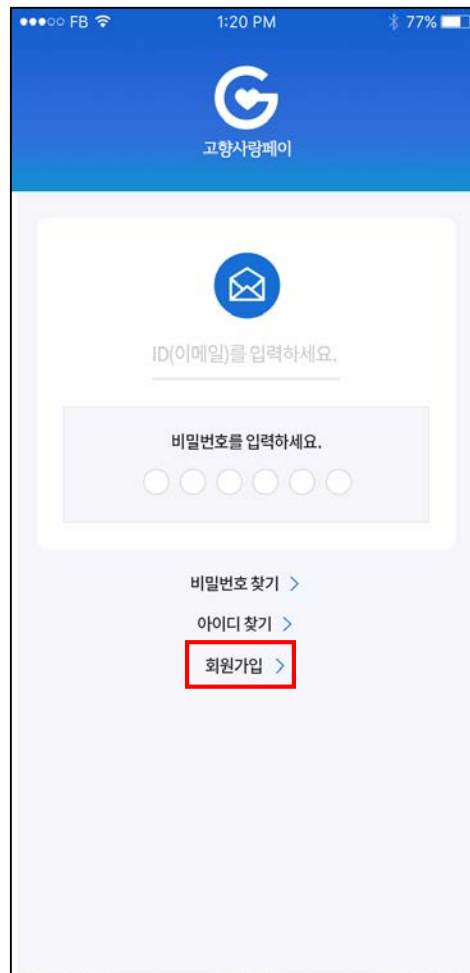 ●●●○○ FB 1:20 PM 77%
고향사랑페이
ID(이메일)를 입력하세요.
비밀번호를 입력하세요.
비밀번호 찾기 >
아이디 찾기 >
회원가입 >